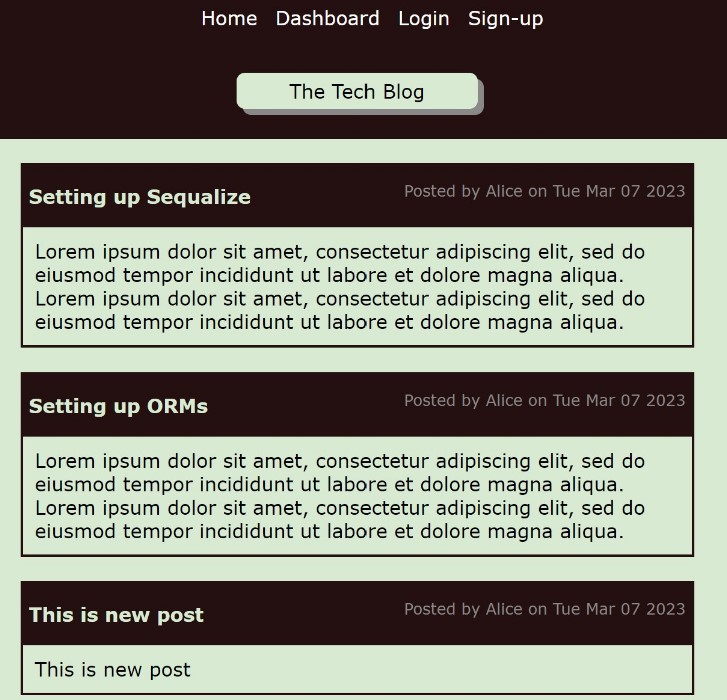 Home Dashboard Login Sign-up
The Tech Blog
Setting up Sequalize
Posted by Alice on Tue Mar 07 2023
Lorem ipsum dolor sit amet, consectetur adipiscing elit, sed do
eiusmod tempor incididunt ut labore et dolore magna aliqua.
Lorem ipsum dolor sit amet, consectetur adipiscing elit, sed do
eiusmod tempor incididunt ut labore et dolore magna aliqua.
Setting up ORMs
Posted by Alice on Tue Mar 07 2023
Lorem ipsum dolor sit amet, consectetur adipiscing elit, sed do
eiusmod tempor incididunt ut labore et dolore magna aliqua.
Lorem ipsum dolor sit amet, consectetur adipiscing elit, sed do
eiusmod tempor incididunt ut labore et dolore magna aliqua.
This is new post
Posted by Alice on Tue Mar 07 2023
This is new post